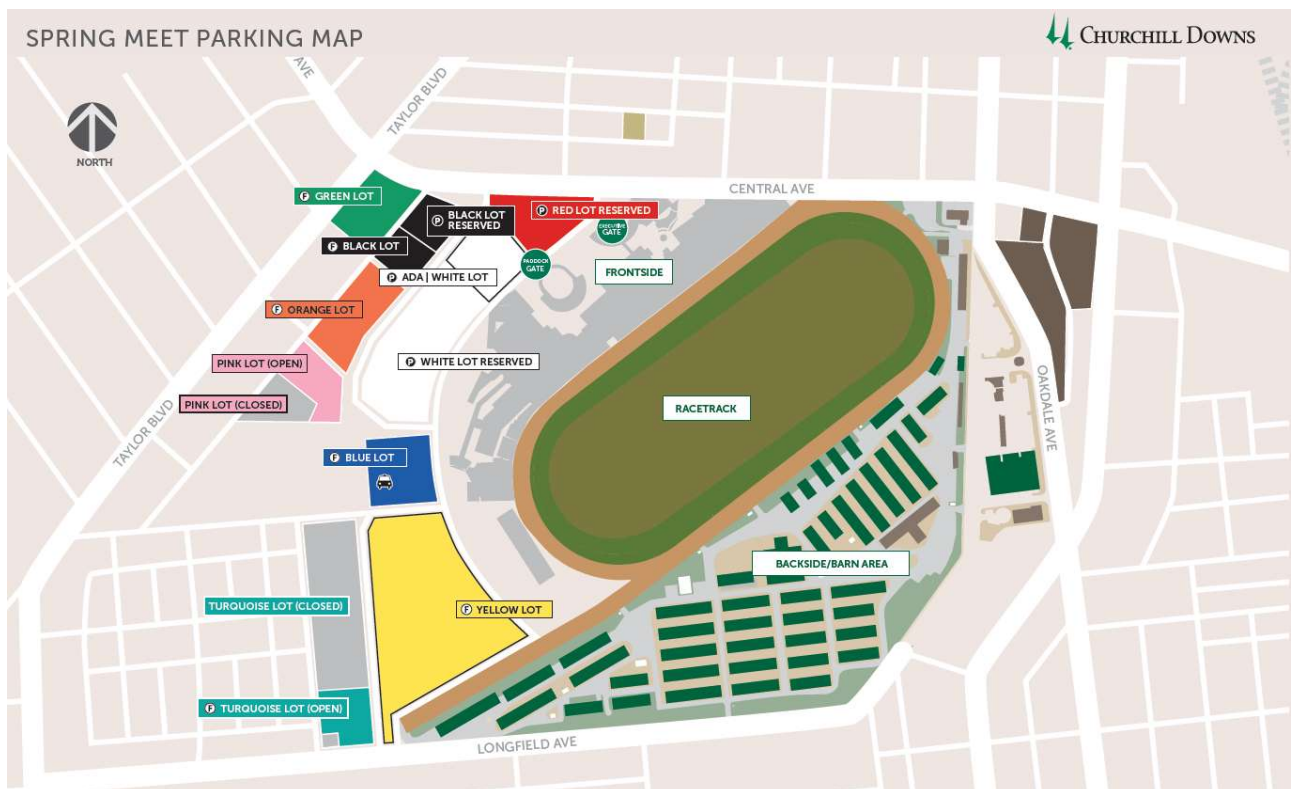 SPRING MEET PARKING MAP
CHURCHILL DOWNS
AVE
TAYLOR BLVD
NORTH
CENTRAL AVE
F GREEN LOT
P BLACK LOT
RESERVED
P RED LOT RESERVED
EXECUTIVE
GATE
F BLACK LOT
PADDOCK
GATE
P ADA | WHITE LOT
FRONTSIDE
F ORANGE LOT
PINK LOT (OPEN)
P WHITE LOT RESERVED
PINK LOT (CLOSED)
RACETRACK
OAKDALE AVE
TAYLOR BLVD
F BLUE LOT
BACKSIDE/BARN AREA
TURQUOISE LOT (CLOSED)
F YELLOW LOT
F TURQUOISE LOT (OPEN)
LONGFIELD AVE